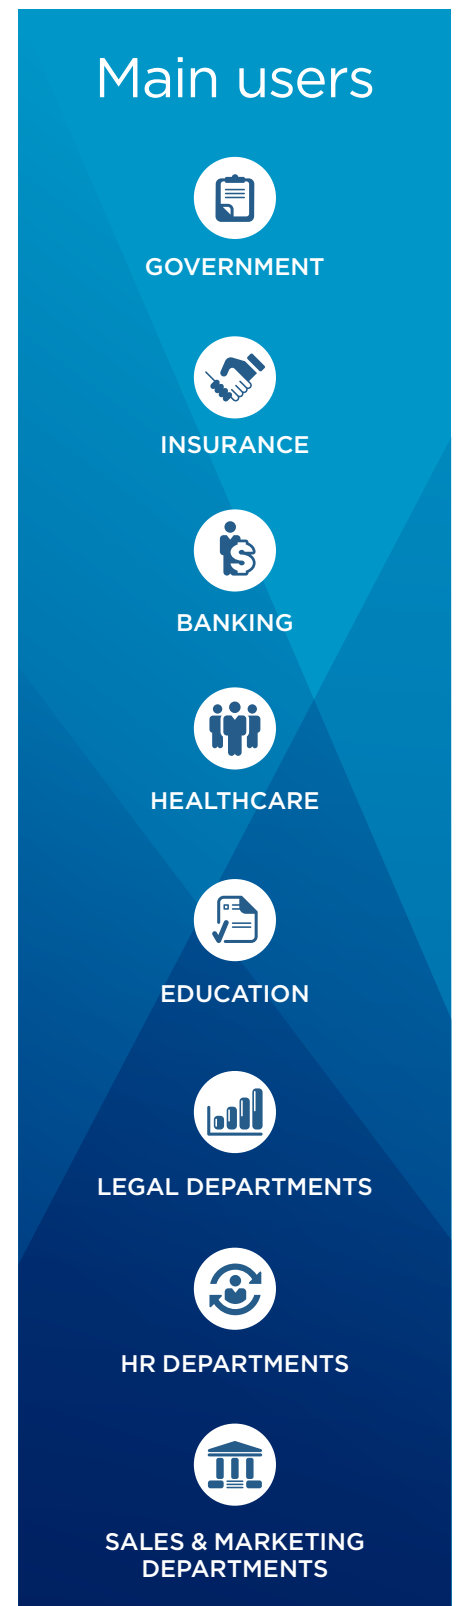 Main users
GOVERNMENT
INSURANCE
BANKING
HEALTHCARE
EDUCATION
LEGAL DEPARTMENTS
HR DEPARTMENTS
SALES & MARKETING
DEPARTMENTS